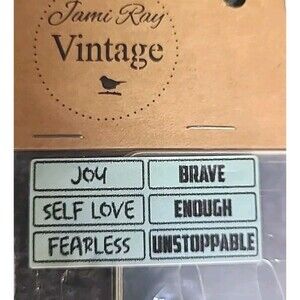 Jami Ray
Vintage
JOY
BRAVE
SELF LOVE
ENOUGH
FEARLESS
UNSTOPPABLE